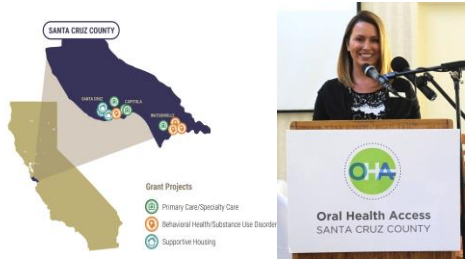 SANTA CRUZ COUNTY
SANTA CRUZ
CAPITOLA
WATSONVILLE
Grant Projects
Primary Care/Specialty Care
Behavioral Health/Substance Use Disorder
Supportive Housing
OHA
Oral Health Access
SANTA CRUZ COUNTY